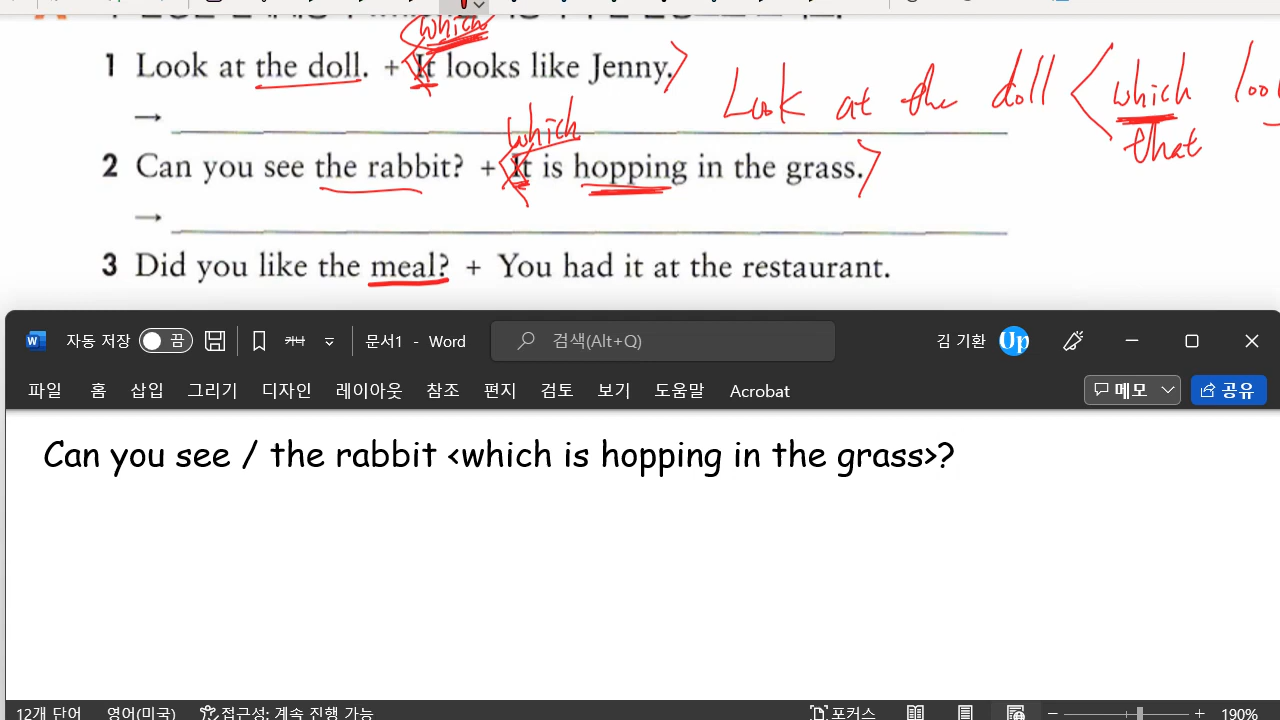 which
1 Look at the doll. + It looks like Jenny.
Look at the doll < which
that
→
which
2 Can you see the rabbit? + It is hopping in the grass.
→
3 Did you like the meal? + You had it at the restaurant.
자동 저장 끔 가나 문서1 - Word 검색(Alt+Q) 김 기환 Up
파일 홈 삽입 그리기 디자인 레이아웃 참조 편지 검토 보기 도움말 Acrobat 메모 공유
Can you see / the rabbit <which is hopping in the grass>?
12개 단어 영어(미국) 접근성: 계속 진행 가능 포커스 190%